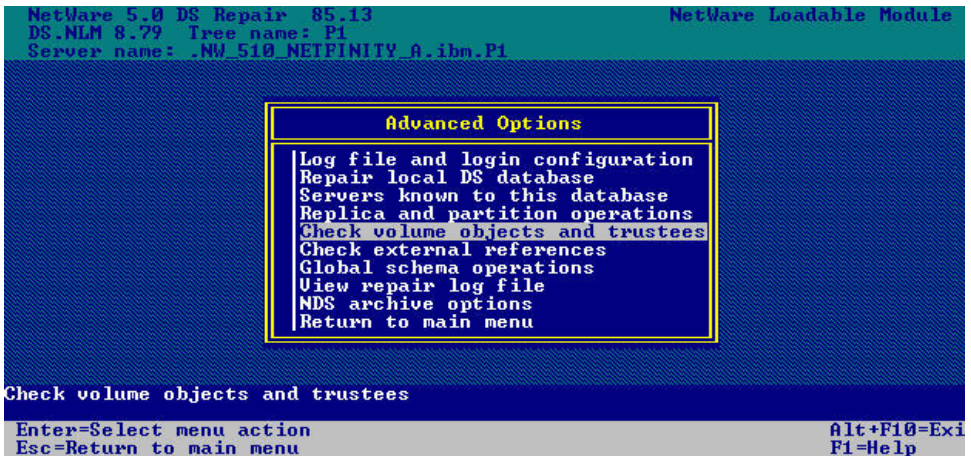 NetWare 5.0 DS Repair 85.13 NetWare Loadable Module
DS.NLM 8.79 Tree name: P1
Server name: .NW_510_NETFINITY_A.ibm.P1
Advanced Options
Log file and login configuration
Repair local DS database
Servers known to this database
Replica and partition operations
Check volume objects and trustees
Check external references
Global schema operations
View repair log file
NDS archive options
Return to main menu
Check volume objects and trustees
Enter=Select menu action Alt+F10=Exi
Esc=Return to main menu F1=Help